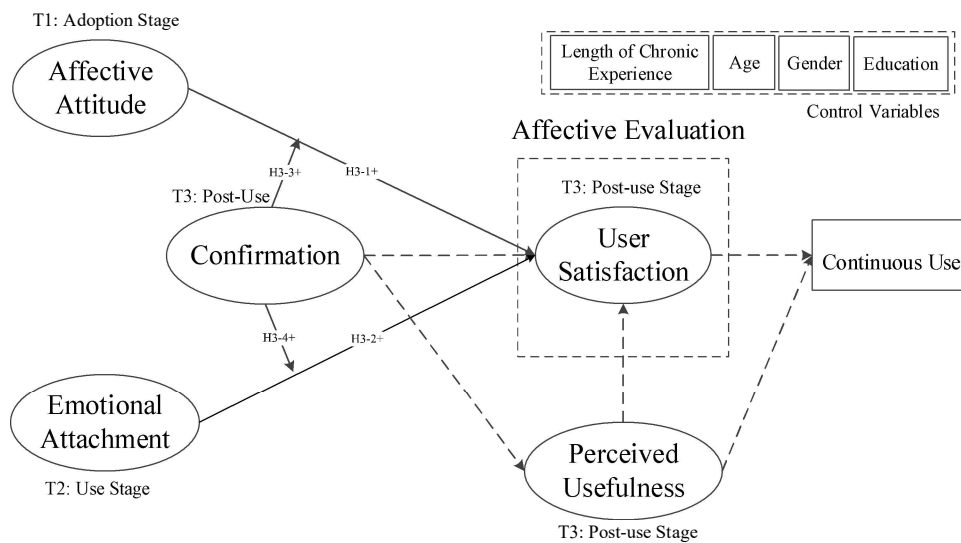 T1: Adoption Stage
Affective
Attitude
Length of Chronic
Experience
Age
Gender
Education
Control Variables
Affective Evaluation
H3-3+
H3-1+
T3: Post-Use
T3: Post-use Stage
Confirmation
User
Satisfaction
Continuous Use
H3-4+
H3-2+
Emotional
Attachment
T2: Use Stage
Perceived
Usefulness
T3: Post-use Stage